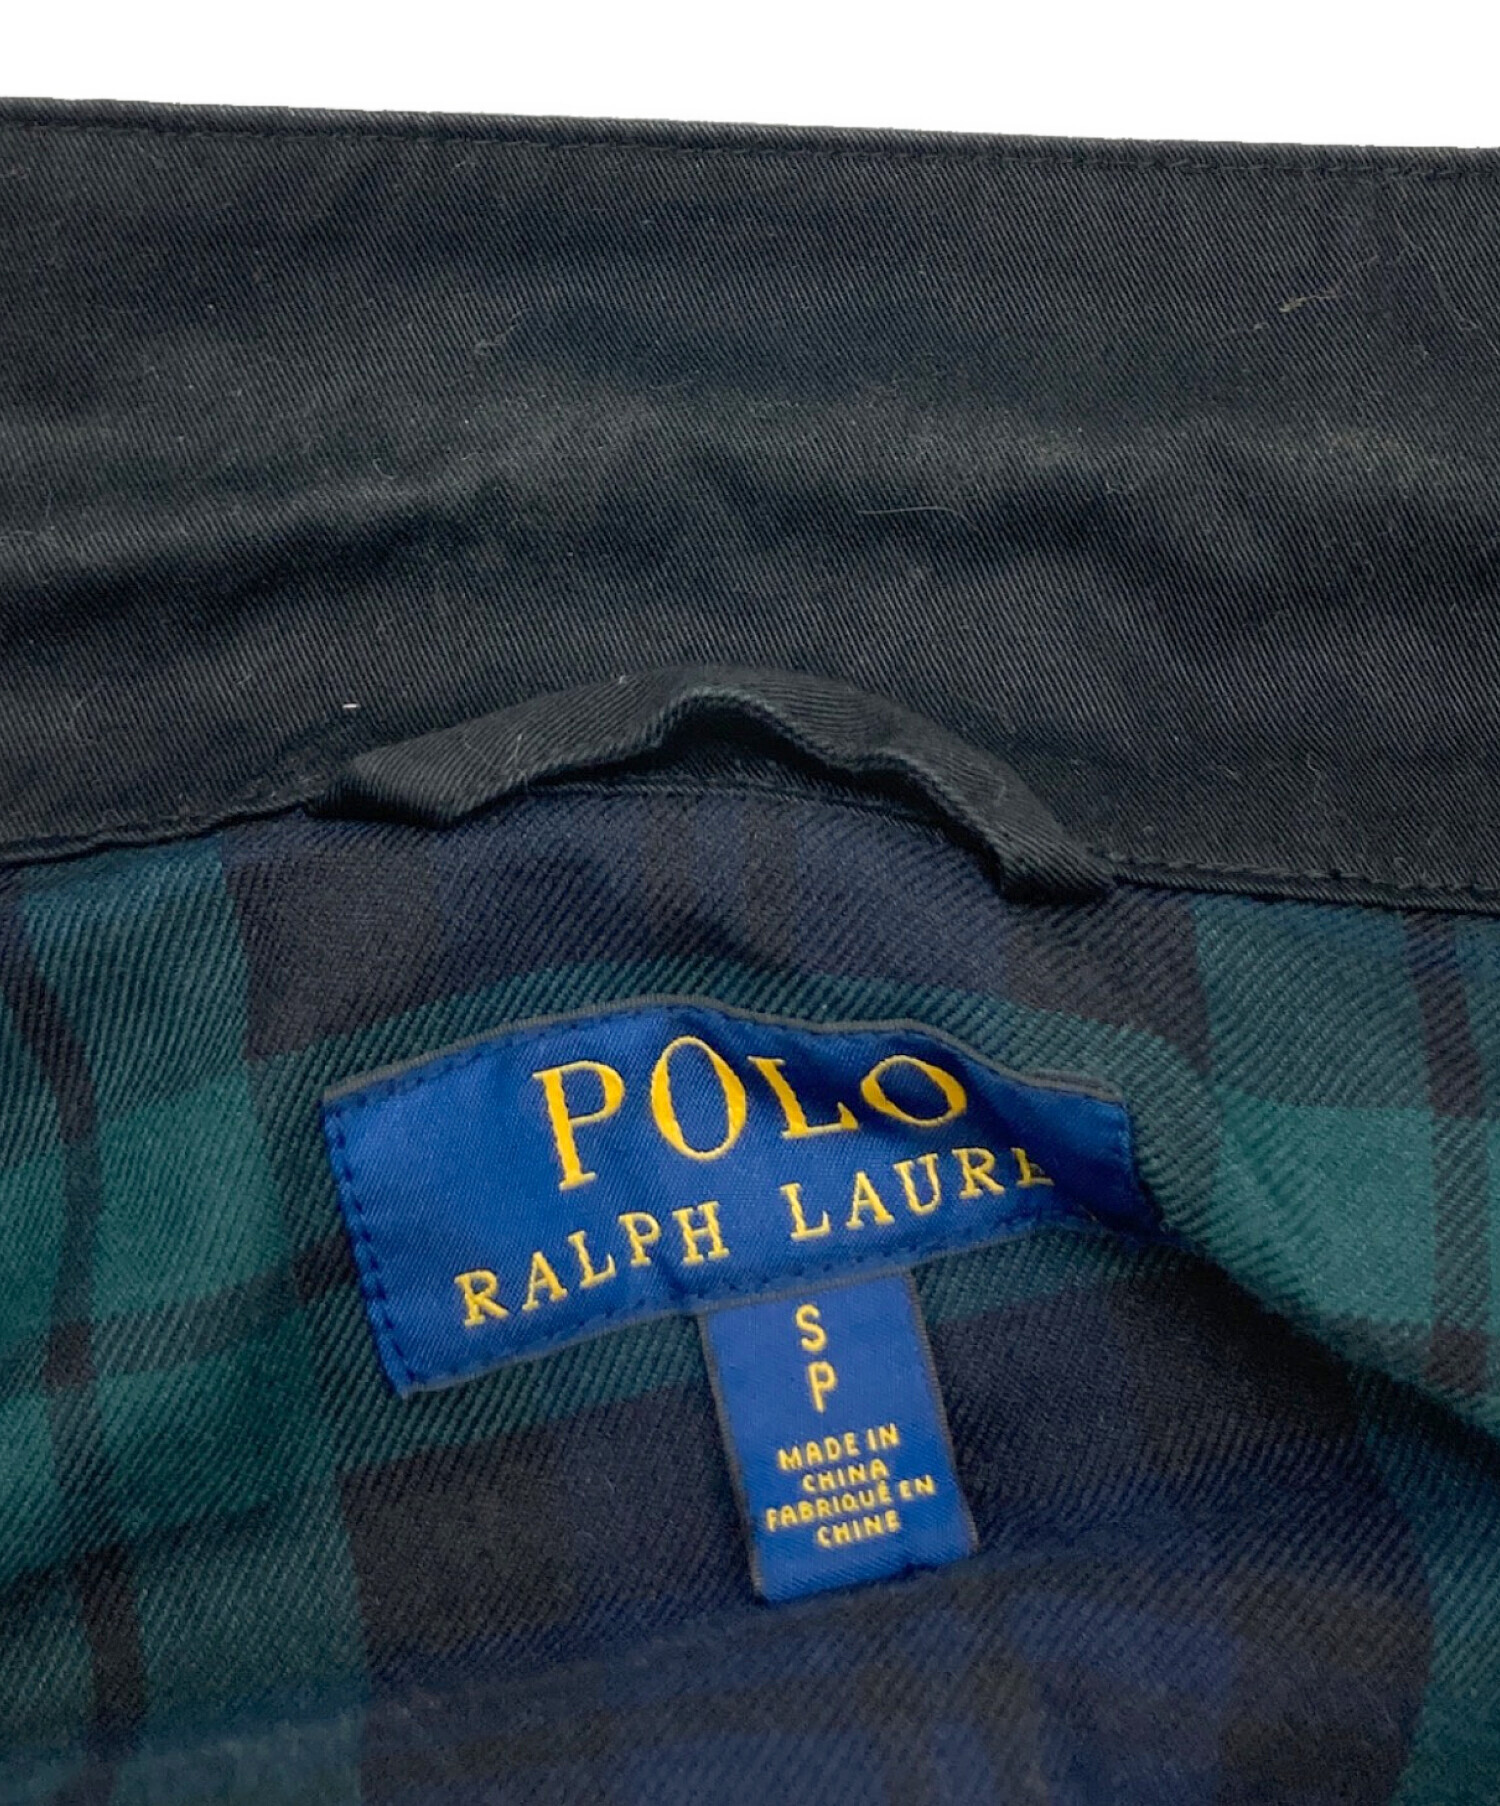 POLO
RALPH LAURE
S
P
MADE IN
CHINA
FABRIQUÉ EN
CHINE